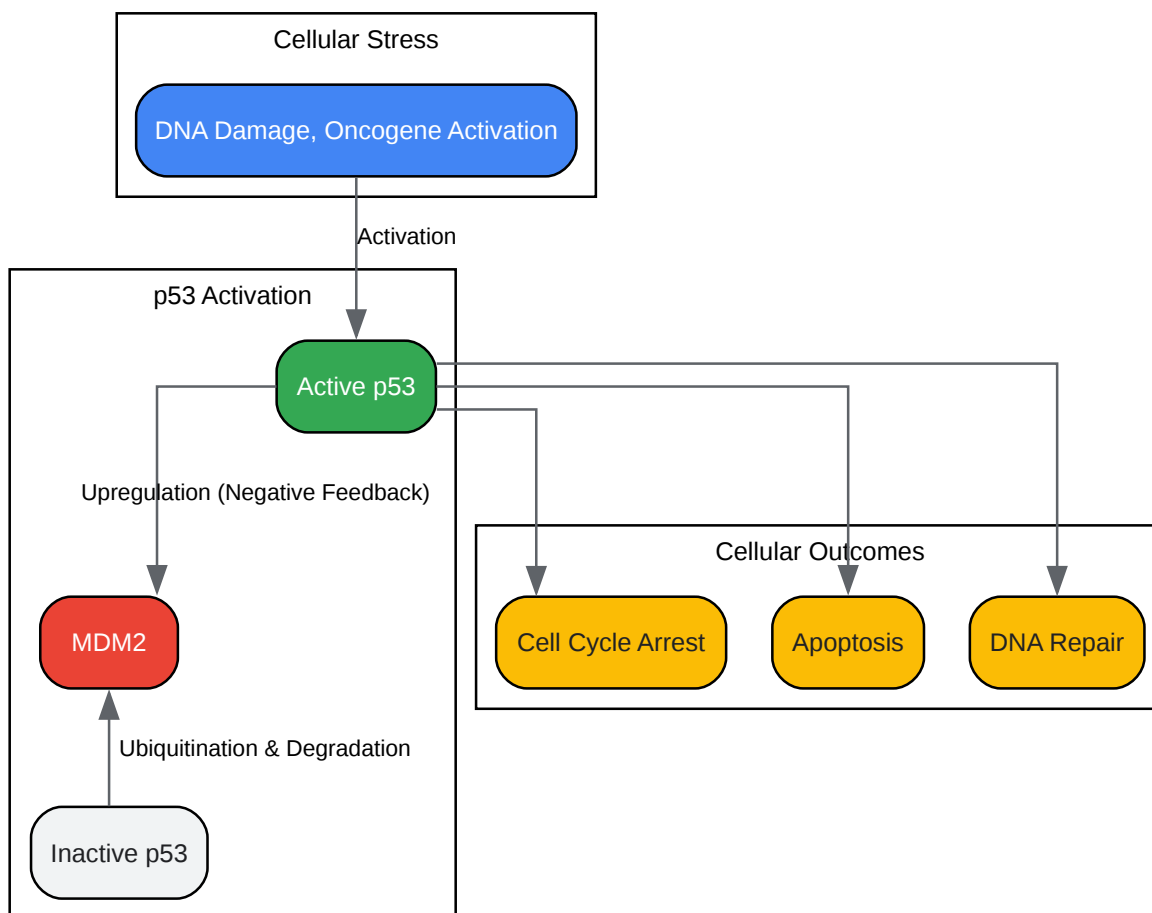 Cellular Stress
DNA Damage, Oncogene Activation
Activation
p53 Activation
Active p53
Upregulation (Negative Feedback)
Cellular Outcomes
MDM2
Cell Cycle Arrest
Apoptosis
DNA Repair
Ubiquitination & Degradation
Inactive p53